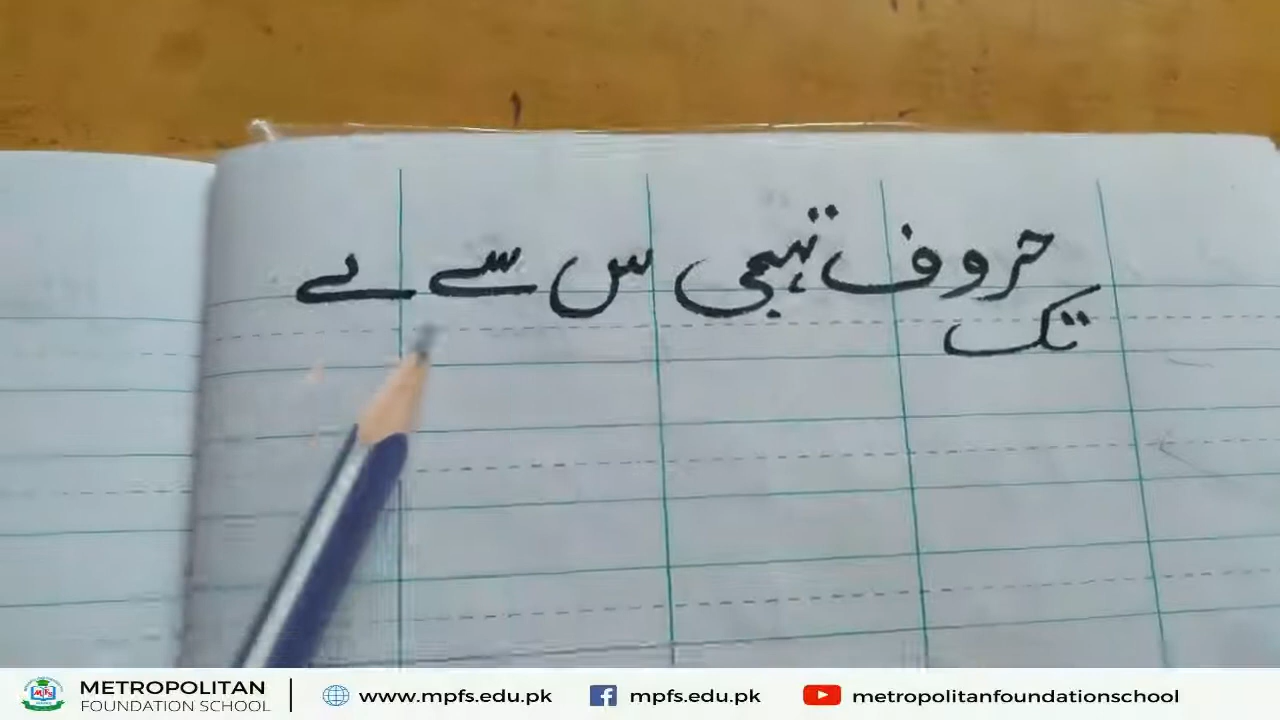 حروف تہجی س سے ے
تک
METROPOLITAN
FOUNDATION SCHOOL
www.mpfs.edu.pk
mpfs.edu.pk
metropolitanfoundationschool